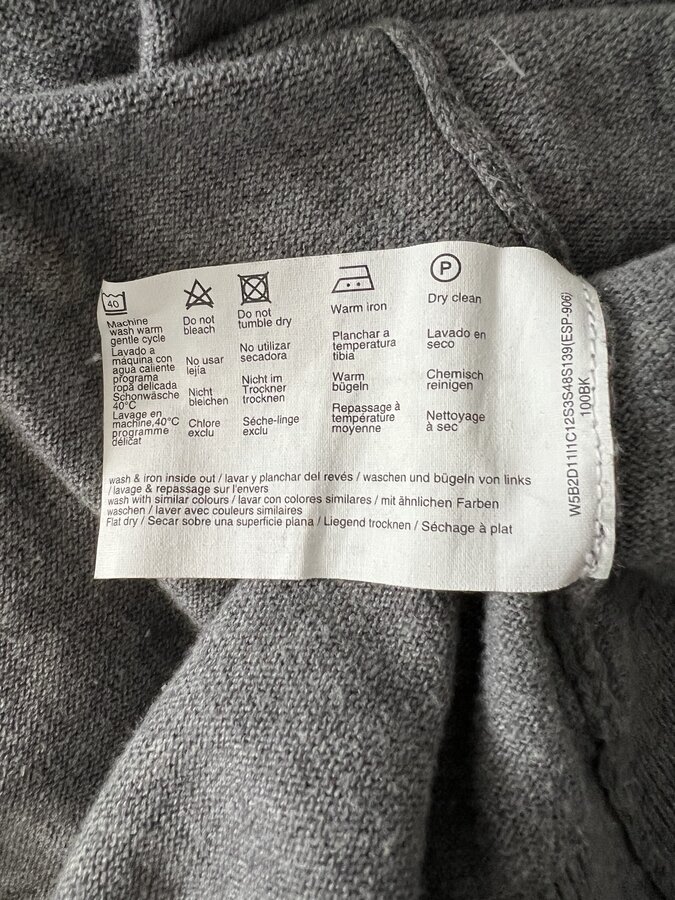 40
Machine
wash warm
gentle cycle
Lavado a
máquina con
agua caliente
programa
ropa delicada
Schonwäsche
40°C
Lavage en
machine,40°C
programme
délicat
Do not
bleach
No usar
lejía
Nicht
bleichen
Chlore
exclu
Do not
tumble dry
No utilizar
secadora
Nicht im
Trockner
trocknen
Séche-linge
exclu
Warm iron
Planchar a
temperatura
tibia
Warm
bügeln
Repassage à
température
moyenne
P
Dry clean
Lavado en
seco
Chemisch
reinigen
Nettoyage
à sec
wash & iron inside out / lavar y planchar del revés / waschen und bügeln von links
/ lavage & repassage sur l'envers
wash with similar colours / lavar con colores similares / mit ähnlichen Farben
waschen / laver avec couleurs similaires
Flat dry / Secar sobre una superficie plana / Liegend trocknen / Séchage à plat
W5B2D11I1C12S3S48S139(ESP-906)
100BK